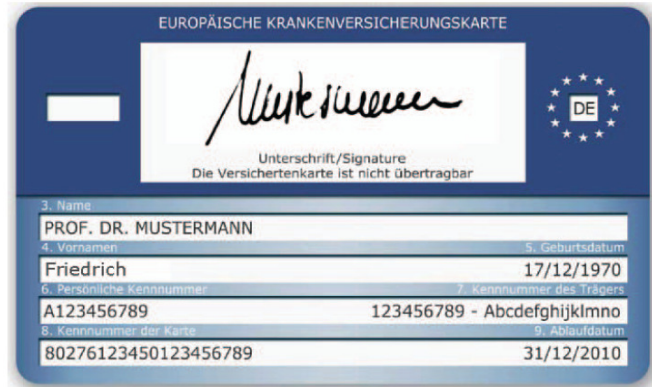 EUROPÄISCHE KRANKENVERSICHERUNGSKARTE
Mustermann
DE
Unterschrift/Signature
Die Versichertenkarte ist nicht übertragbar
3. Name
PROF. DR. MUSTERMANN
4. Vornamen 5. Geburtsdatum
Friedrich 17/12/1970
6. Persönliche Kennnummer 7. Kennnummer des Trägers
A123456789 123456789 - Abcdefghijklmno
8. Kennnummer der Karte 9. Ablaufdatum
80276123450123456789 31/12/2010